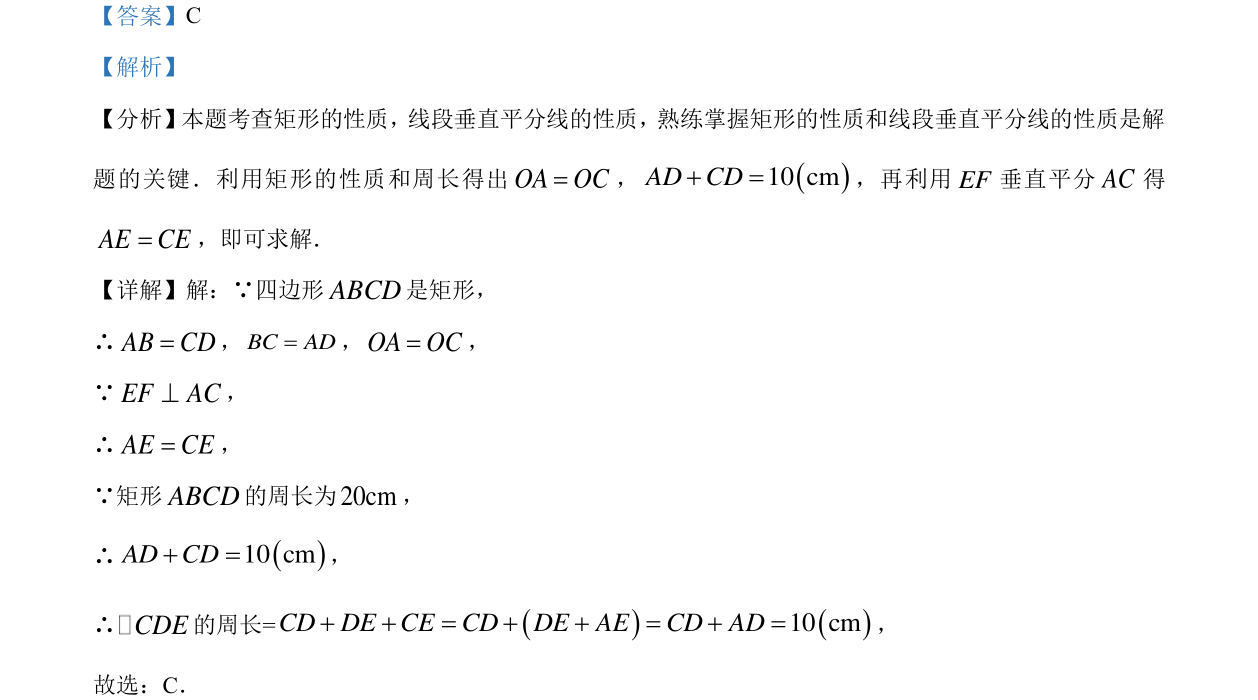 【答案】C
【解析】
【分析】本题考查矩形的性质，线段垂直平分线的性质，熟练掌握矩形的性质和线段垂直平分线的性质是解
题的关键．利用矩形的性质和周长得出 OA = OC ， AD + CD = 10(cm) ，再利用 EF 垂直平分 AC 得
AE = CE ，即可求解．
【详解】解：∵四边形 ABCD 是矩形，
∴ AB = CD ， BC = AD ， OA = OC ，
∵ EF ⊥ AC ，
∴ AE = CE ，
∵矩形 ABCD 的周长为 20cm ，
∴ AD + CD = 10(cm) ，
∴□CDE 的周长= CD + DE + CE = CD + (DE + AE) = CD + AD = 10(cm) ，
故选：C．